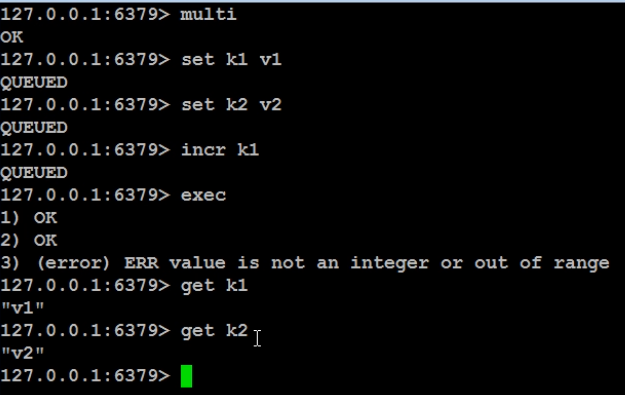 127.0.0.1:6379> multi
OK
127.0.0.1:6379> set k1 v1
QUEUED
127.0.0.1:6379> set k2 v2
QUEUED
127.0.0.1:6379> incr k1
QUEUED
127.0.0.1:6379> exec
1) OK
2) OK
3) (error) ERR value is not an integer or out of range
127.0.0.1:6379> get k1
"v1"
127.0.0.1:6379> get k2
"v2"
127.0.0.1:6379>